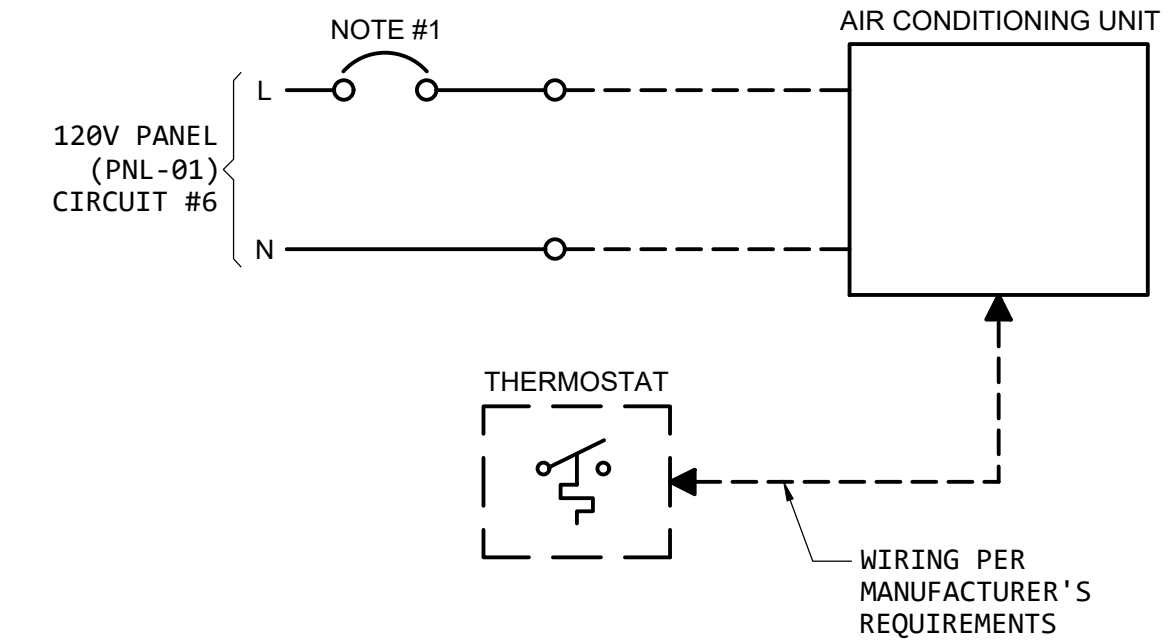 NOTE #1
AIR CONDITIONING UNIT
L
120V PANEL
(PNL-01)
CIRCUIT #6
N
THERMOSTAT
WIRING PER
MANUFACTURER'S
REQUIREMENTS